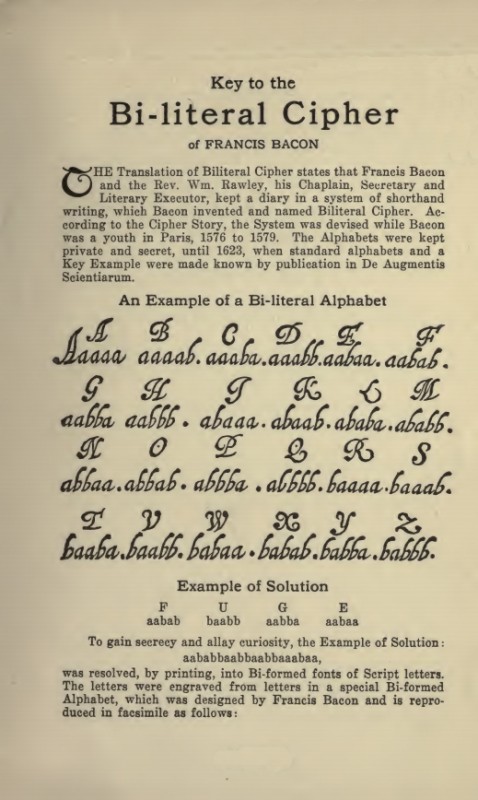 Key to the
Bi-literal Cipher
of FRANCIS BACON
THE Translation of Biliteral Cipher states that Francis Bacon
and the Rev. Wm. Rawley, his Chaplain, Secretary and
Literary Executor, kept a diary in a system of shorthand
writing, which Bacon invented and named Biliteral Cipher. Ac-
cording to the Cipher Story, the System was devised while Bacon
was a youth in Paris, 1576 to 1579. The Alphabets were kept
private and secret, until 1623, when standard alphabets and a
Key Example were made known by publication in De Augmentis
Scientiarum.
An Example of a Bi-literal Alphabet
A B C D E F
Aaaaa aaaab. aaaba. aaabb. aabaa. aabab.
G H I K L M
aabba aabbb. abaaa. abaab. ababa. ababb.
N O P Q R S
abbaa. abbab. abbba. abbbb. baaaa. baaab.
T V W X Y Z
baaba. baabb. babaa. babab. babba. babbb.
Example of Solution
F U G E
aabab baabb aabba aabaa
To gain secrecy and allay curiosity, the Example of Solution:
aababbaabbaabbaaabaa,
was resolved, by printing, into Bi-formed fonts of Script letters.
The letters were engraved from letters in a special Bi-formed
Alphabet, which was designed by Francis Bacon and is repro-
duced in facsimile as follows: